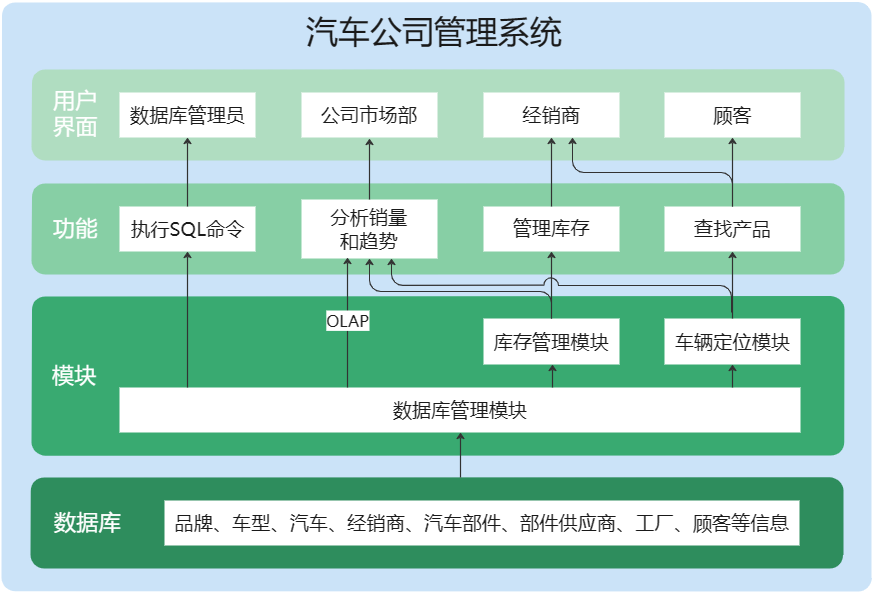 汽车公司管理系统
用户
界面
数据库管理员
公司市场部
经销商
顾客
功能
执行SQL命令
分析销量
和趋势
管理库存
查找产品
模块
OLAP
库存管理模块
车辆定位模块
数据库管理模块
数据库
品牌、车型、汽车、经销商、汽车部件、部件供应商、工厂、顾客等信息